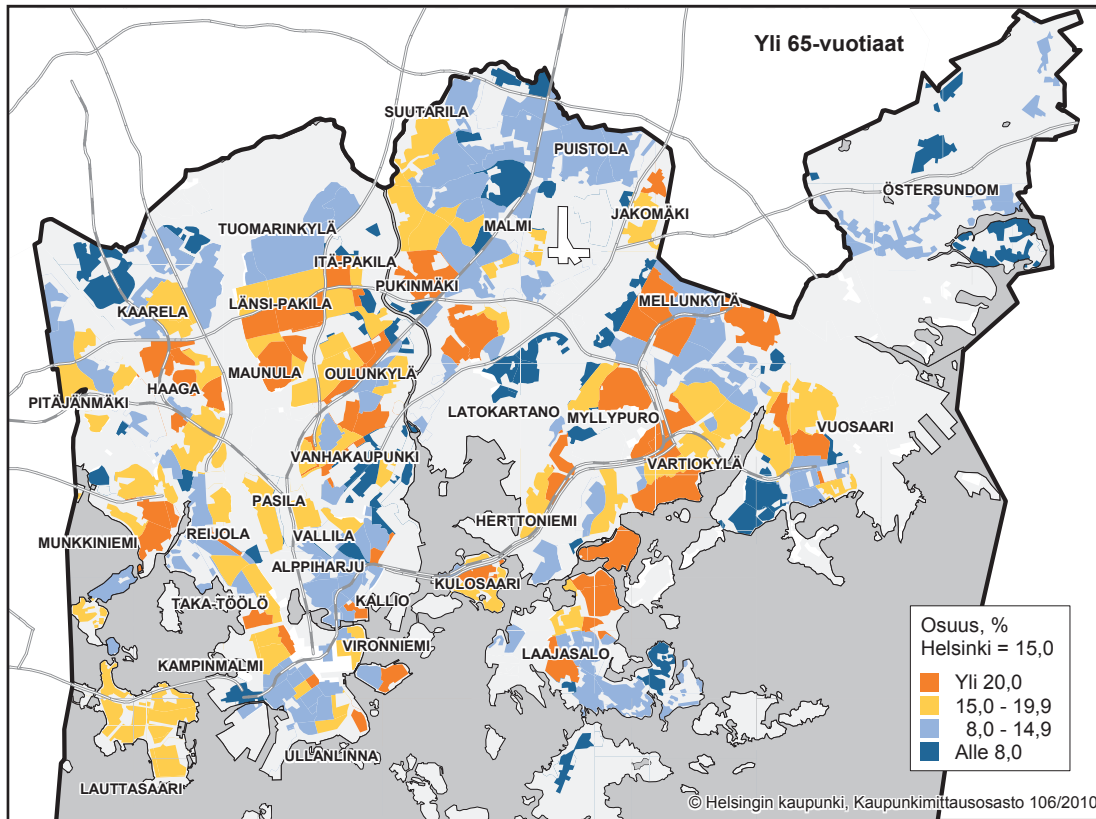 Yli 65-vuotiaat
SUUTARILA
PUISTOLA
ÖSTERSUNDOM
JAKOMÄKI
TUOMARINKYLÄ
MALMI
ITÄ-PAKILA
PUKINMÄKI
LÄNSI-PAKILA
KAARELA
MELLUNKYLÄ
MAUNULA
OULUNKYLÄ
HAAGA
PITÄJÄNMÄKI
LATOKARTANO
MYLLYPURO
VUOSAARI
VANHAKAUPUNKI
VARTIOKYLÄ
PASILA
HERTTONIEMI
VALLILA
REIJOLA
MUNKKINIEMI
ALPPIHARJU
KULOSAARI
TAKA-TÖÖLÖ
KALLIO
VIRONNIEMI
LAAJASALO
KAMPINMALMI
ULLANLINNA
LAUTTASAARI
Osuus, %
Helsinki = 15,0
Yli 20,0
15,0 - 19,9
8,0 - 14,9
Alle 8,0
© Helsingin kaupunki, Kaupunkimittausosasto 106/2010